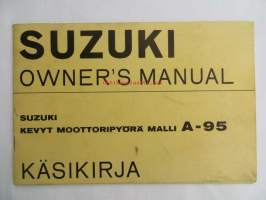 SUZUKI
OWNER'S MANUAL
SUZUKI
KEVYT MOOTTORIPYÖRÄ MALLI A-95
KÄSIKIRJA